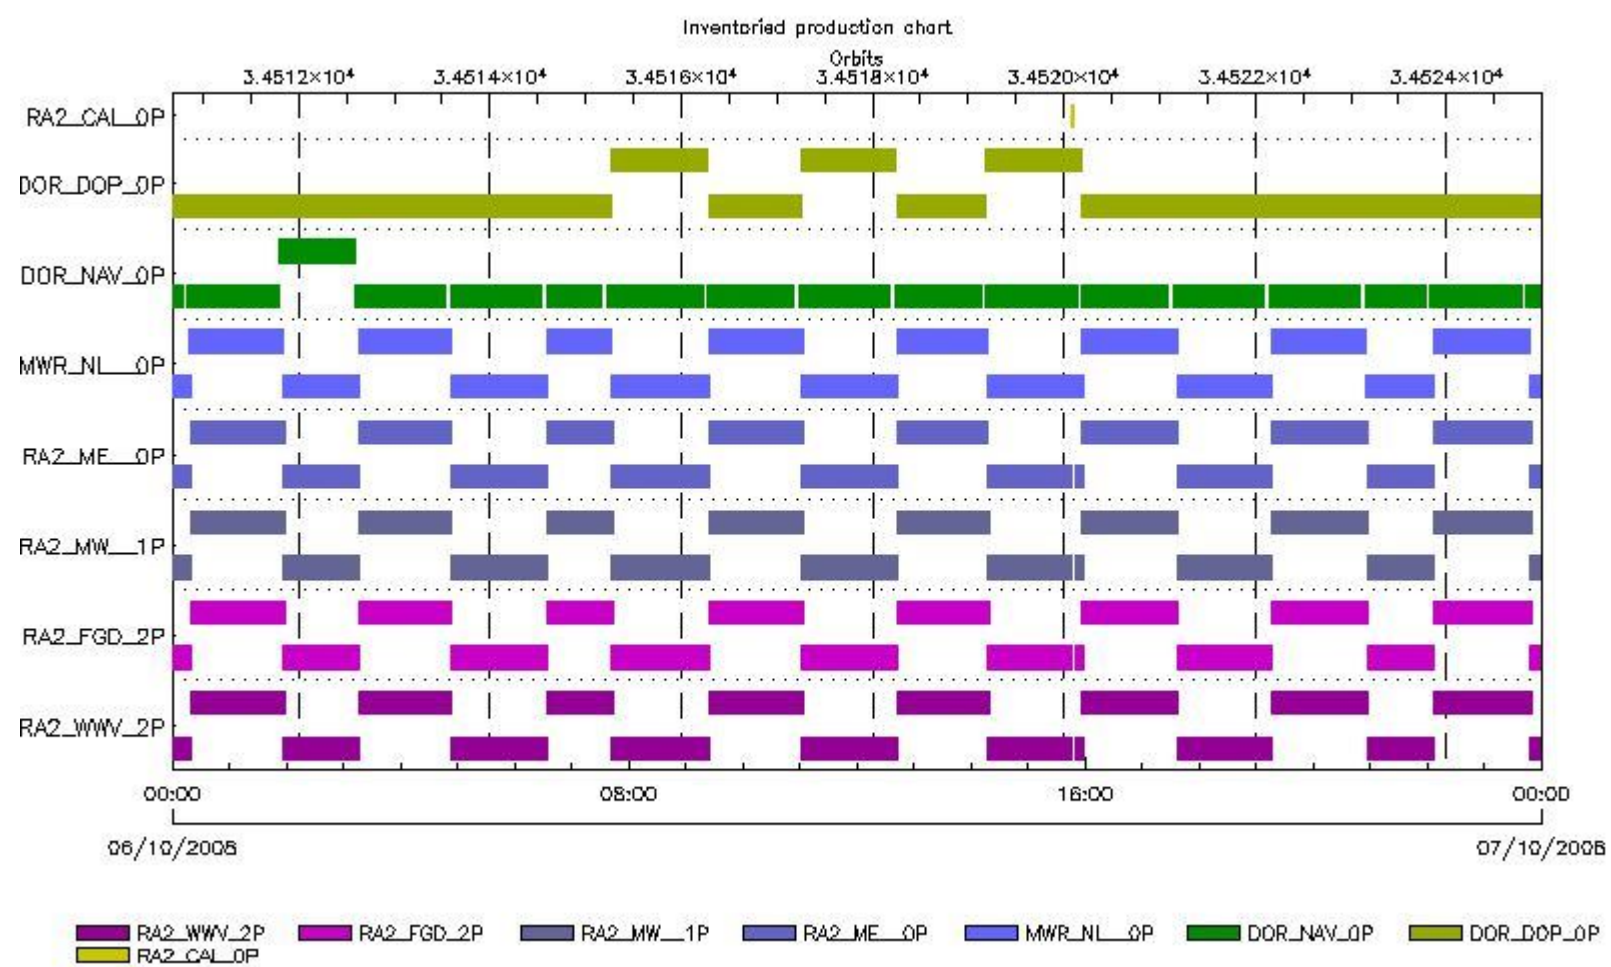 Inventoried production chart
Orbits
3.4512×10⁴ 3.4514×10⁴ 3.4516×10⁴ 3.4518×10⁴ 3.4520×10⁴ 3.4522×10⁴ 3.4524×10⁴
RA2_CAL_0P
DOR_DOP_0P
DOR_NAV_0P
MWR_NL__0P
RA2_ME__0P
RA2_MW__1P
RA2_FGD_2P
RA2_WWV_2P
00:00 08:00 16:00 00:00
06/10/2008 07/10/2008
RA2_WWV_2P RA2_FGD_2P RA2_MW__1P RA2_ME__0P MWR_NL__0P DOR_NAV_0P DOR_DOP_0P
RA2_CAL_0P